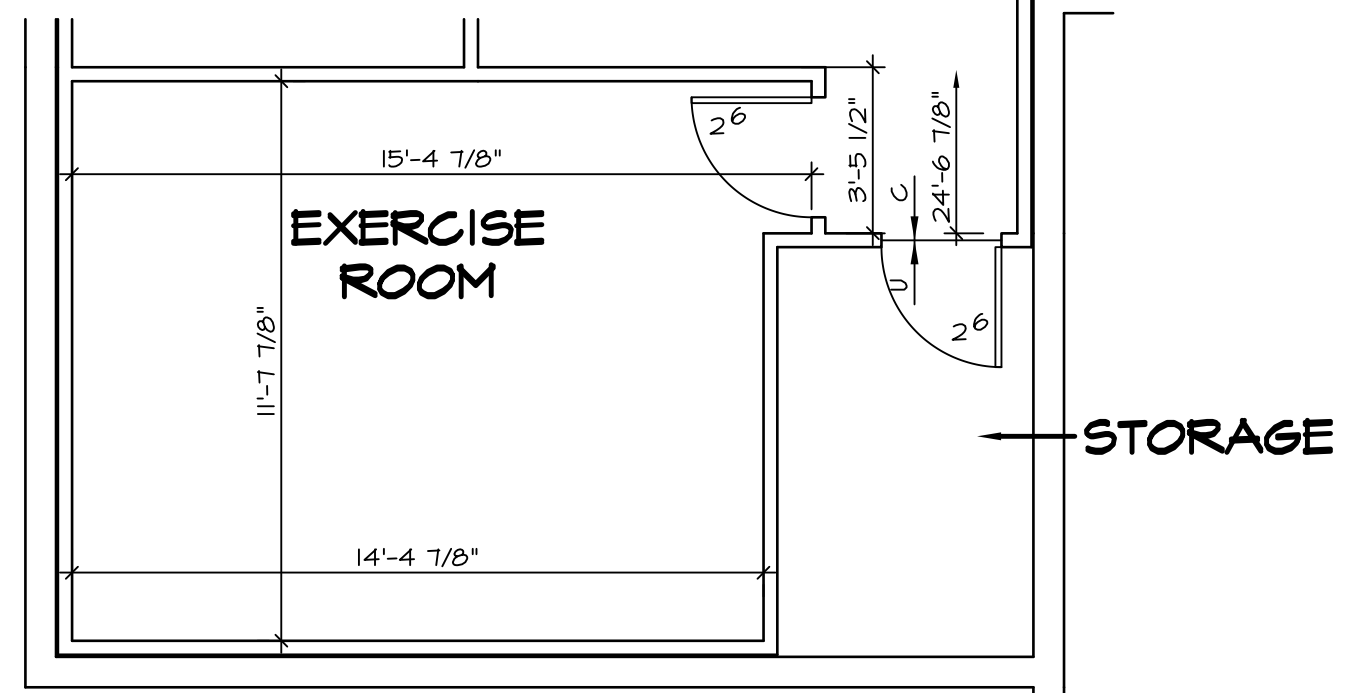 2⁶
3'-5 1/2"
24'-6 7/8"
15'-4 7/8"
C
EXERCISE
ROOM
U
2⁶
11'-7 7/8"
STORAGE
14'-4 7/8"